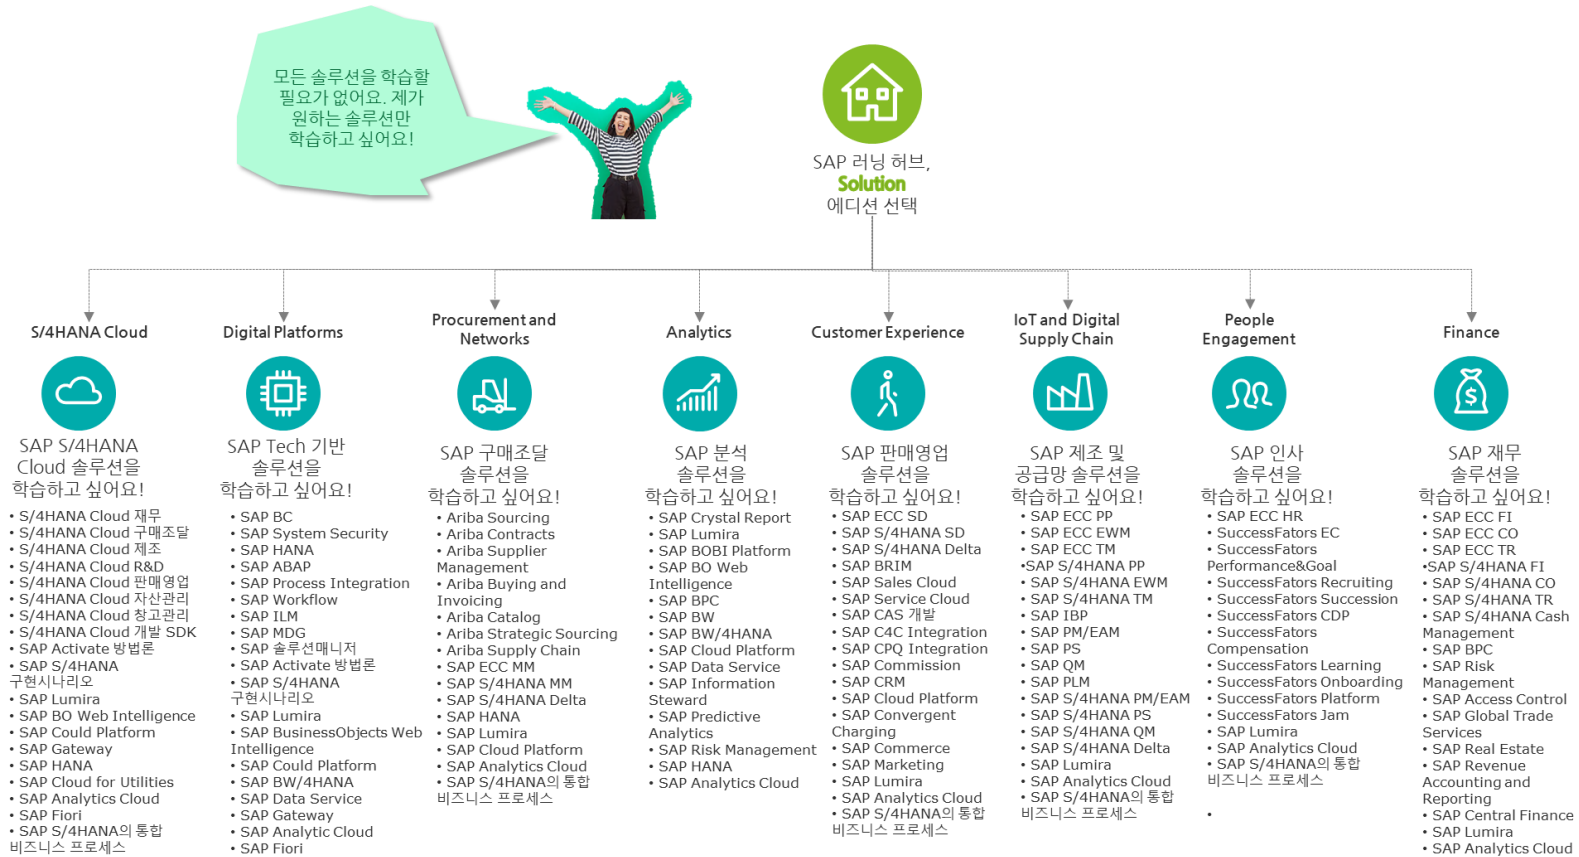 모든 솔루션을 학습할
필요가 없어요. 제가
원하는 솔루션만
학습하고 싶어요!
SAP 러닝 허브,
Solution
에디션 선택
S/4HANA Cloud
SAP S/4HANA
Cloud 솔루션을
학습하고 싶어요!
• S/4HANA Cloud 재무
• S/4HANA Cloud 구매조달
• S/4HANA Cloud 제조
• S/4HANA Cloud R&D
• S/4HANA Cloud 판매영업
• S/4HANA Cloud 자산관리
• S/4HANA Cloud 창고관리
• S/4HANA Cloud 개발 SDK
• SAP Activate 방법론
• SAP S/4HANA
구현시나리오
• SAP Lumira
• SAP BO Web Intelligence
• SAP Could Platform
• SAP Gateway
• SAP HANA
• SAP Cloud for Utilities
• SAP Analytics Cloud
• SAP Fiori
• SAP S/4HANA의 통합
비즈니스 프로세스
Digital Platforms
SAP Tech 기반
솔루션을
학습하고 싶어요!
• SAP BC
• SAP System Security
• SAP HANA
• SAP ABAP
• SAP Process Integration
• SAP Workflow
• SAP ILM
• SAP MDG
• SAP 솔루션매니저
• SAP Activate 방법론
• SAP S/4HANA
구현시나리오
• SAP Lumira
• SAP BusinessObjects Web
Intelligence
• SAP Could Platform
• SAP BW/4HANA
• SAP Data Service
• SAP Gateway
• SAP Analytic Cloud
• SAP Fiori
Procurement and
Networks
SAP 구매조달
솔루션을
학습하고 싶어요!
• Ariba Sourcing
• Ariba Contracts
• Ariba Supplier
Management
• Ariba Buying and
Invoicing
• Ariba Catalog
• Ariba Strategic Sourcing
• Ariba Supply Chain
• SAP ECC MM
• SAP S/4HANA MM
• SAP S/4HANA Delta
• SAP HANA
• SAP Lumira
• SAP Cloud Platform
• SAP Analytics Cloud
• SAP S/4HANA의 통합
비즈니스 프로세스
Analytics
SAP 분석
솔루션을
학습하고 싶어요!
• SAP Crystal Report
• SAP Lumira
• SAP BOBI Platform
• SAP BO Web
Intelligence
• SAP BPC
• SAP BW
• SAP BW/4HANA
• SAP Cloud Platform
• SAP Data Service
• SAP Information
Steward
• SAP Predictive
Analytics
• SAP Risk Management
• SAP HANA
• SAP Analytics Cloud
Customer Experience
SAP 판매영업
솔루션을
학습하고 싶어요!
• SAP ECC SD
• SAP S/4HANA SD
• SAP S/4HANA Delta
• SAP BRIM
• SAP Sales Cloud
• SAP Service Cloud
• SAP CAS 개발
• SAP C4C Integration
• SAP CPQ Integration
• SAP Commission
• SAP CRM
• SAP Cloud Platform
• SAP Convergent
Charging
• SAP Commerce
• SAP Marketing
• SAP Lumira
• SAP Analytics Cloud
• SAP S/4HANA의 통합
비즈니스 프로세스
IoT and Digital
Supply Chain
SAP 제조 및
공급망 솔루션을
학습하고 싶어요!
• SAP ECC PP
• SAP ECC EWM
• SAP ECC TM
•SAP S/4HANA PP
• SAP S/4HANA EWM
• SAP S/4HANA TM
• SAP IBP
• SAP PM/EAM
• SAP PS
• SAP QM
• SAP PLM
• SAP S/4HANA PM/EAM
• SAP S/4HANA PS
• SAP S/4HANA QM
• SAP S/4HANA Delta
• SAP Lumira
• SAP Analytics Cloud
• SAP S/4HANA의 통합
비즈니스 프로세스
People
Engagement
SAP 인사
솔루션을
학습하고 싶어요!
• SAP ECC HR
• SuccessFators EC
• SuccessFators
Performance&Goal
• SuccessFators Recruiting
• SuccessFators Succession
• SuccessFators CDP
• SuccessFators
Compensation
• SuccessFators Learning
• SuccessFators Onboarding
• SuccessFators Platform
• SuccessFators Jam
• SAP Lumira
• SAP Analytics Cloud
• SAP S/4HANA의 통합
비즈니스 프로세스
•
Finance
SAP 재무
솔루션을
학습하고 싶어요!
• SAP ECC FI
• SAP ECC CO
• SAP ECC TR
•SAP S/4HANA FI
• SAP S/4HANA CO
• SAP S/4HANA TR
• SAP S/4HANA Cash
Management
• SAP BPC
• SAP Risk
Management
• SAP Access Control
• SAP Global Trade
Services
• SAP Real Estate
• SAP Revenue
Accounting and
Reporting
• SAP Central Finance
• SAP Lumira
• SAP Analytics Cloud